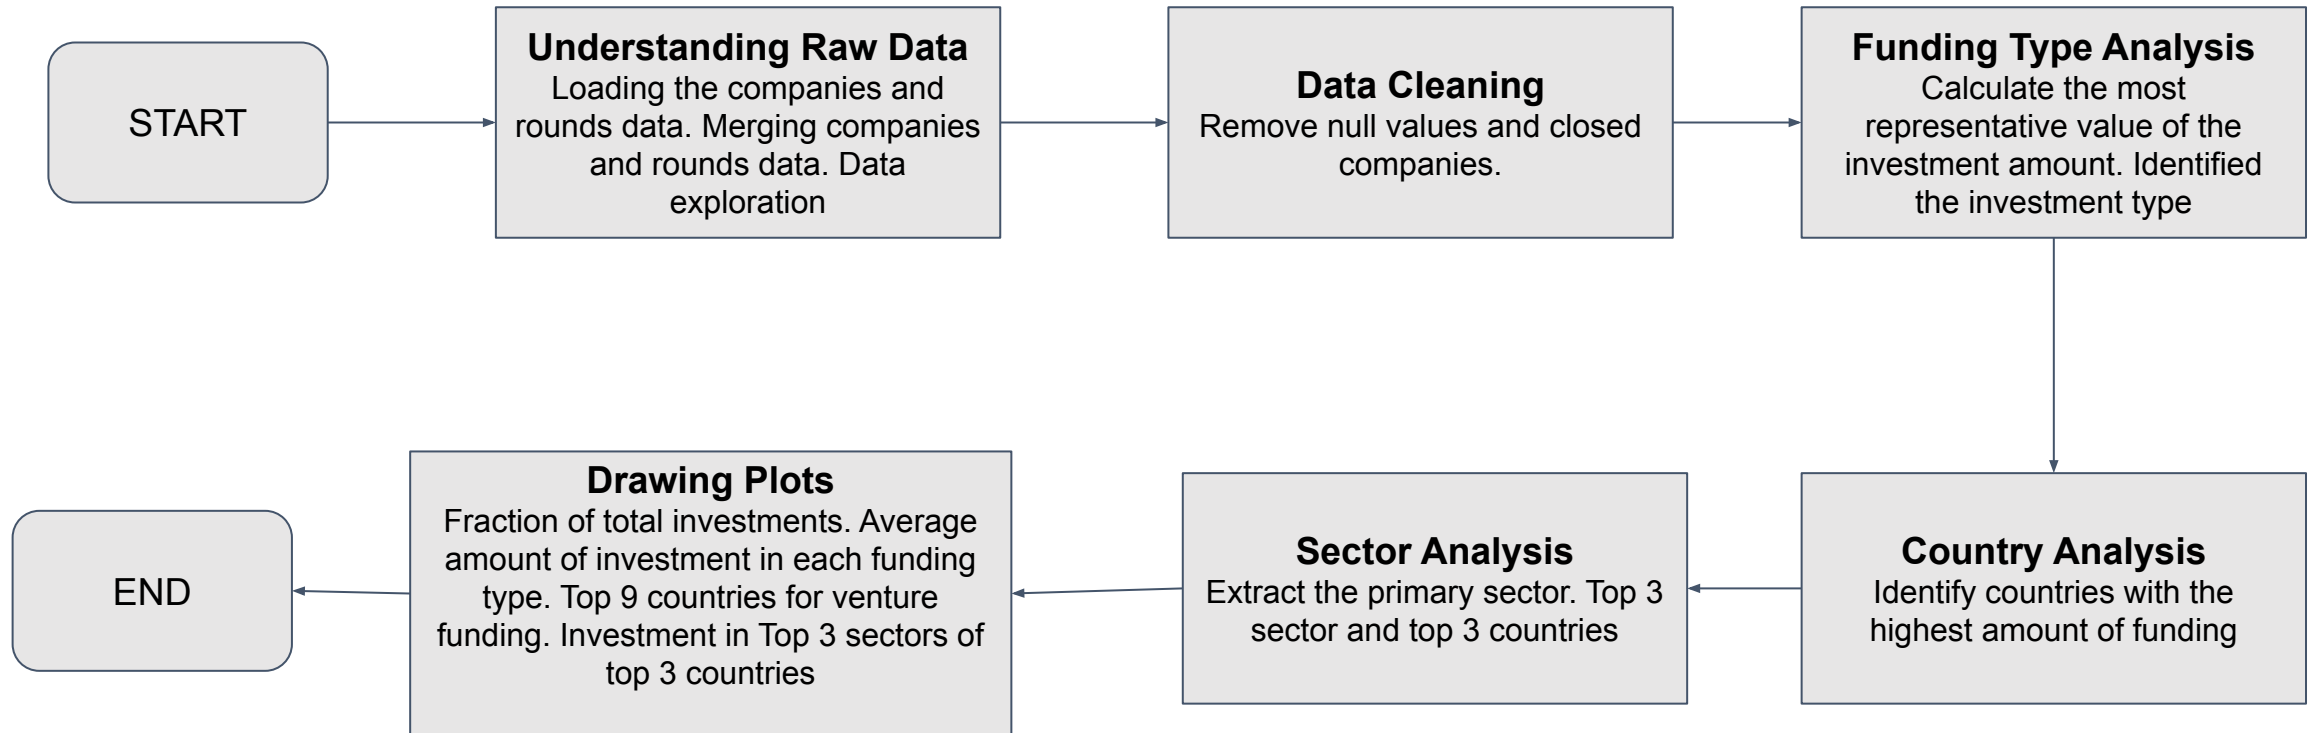 START
Understanding Raw Data
Loading the companies and
rounds data. Merging companies
and rounds data. Data
exploration
Data Cleaning
Remove null values and closed
companies.
Funding Type Analysis
Calculate the most
representative value of the
investment amount. Identified
the investment type
Country Analysis
Identify countries with the
highest amount of funding
Sector Analysis
Extract the primary sector. Top 3
sector and top 3 countries
Drawing Plots
Fraction of total investments. Average
amount of investment in each funding
type. Top 9 countries for venture
funding. Investment in Top 3 sectors of
top 3 countries
END